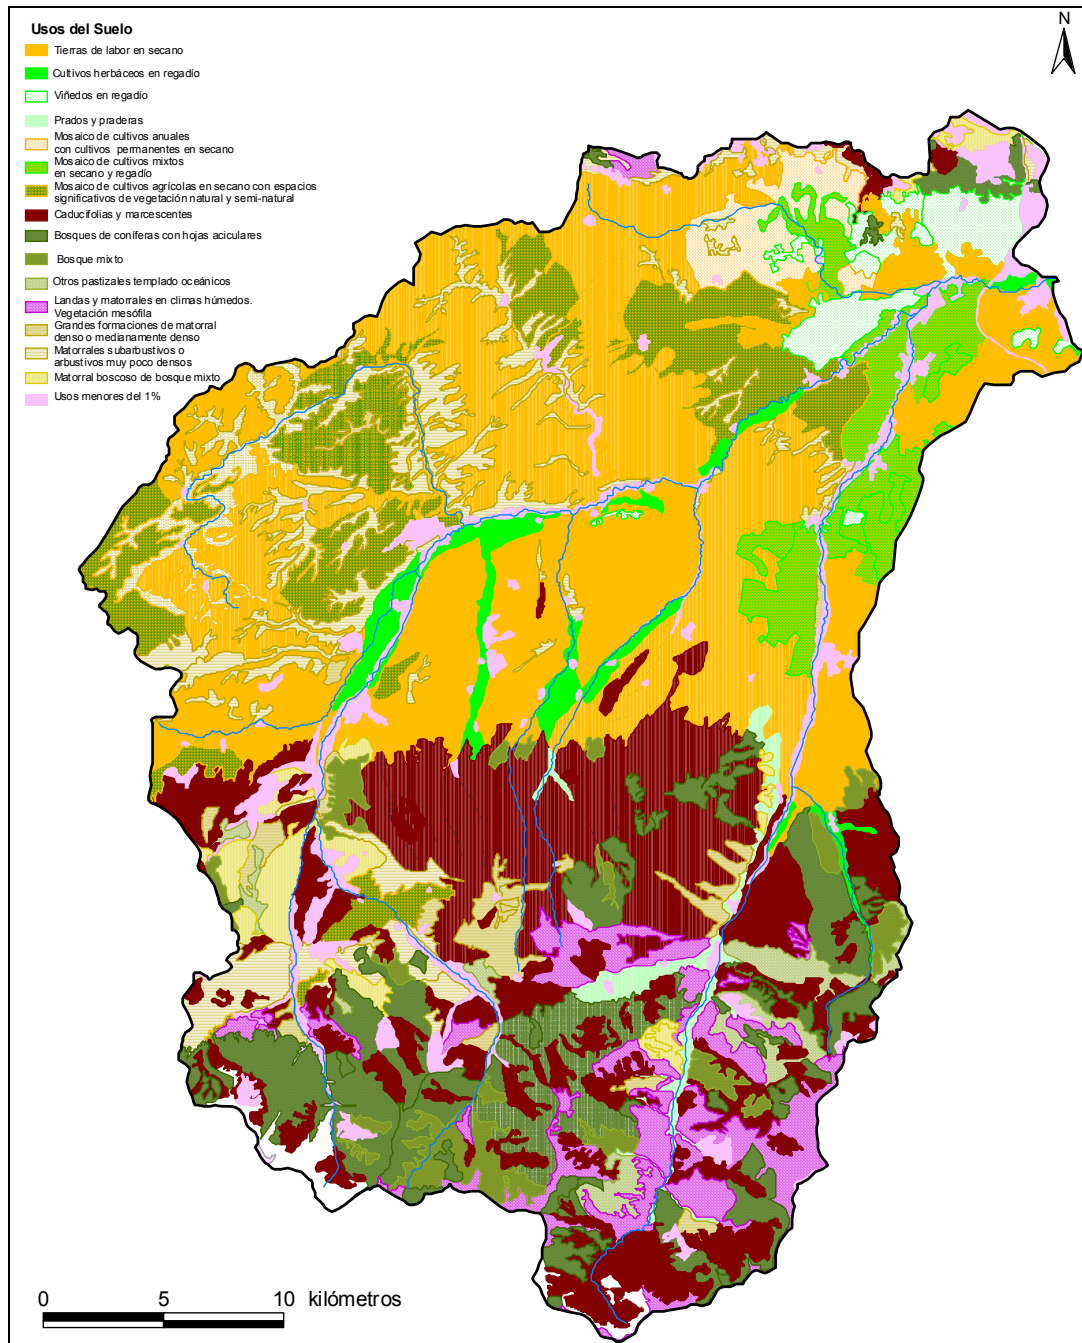 Usos del Suelo
N
Tierras de labor en secano
Cultivos herbáceos en regadío
Viñedos en regadío
Prados y praderas
Mosaico de cultivos anuales
con cultivos permanentes en secano
Mosaico de cultivos mixtos
en secano y regadío
Mosaico de cultivos agrícolas en secano con espacios
significativos de vegetación natural y semi-natural
Caducifolias y marcescentes
Bosques de coníferas con hojas aciculares
Bosque mixto
Otros pastizales templado oceánicos
Landas y matorrales en climas húmedos.
Vegetación mesófila
Grandes formaciones de matorral
denso o medianamente denso
Matorrales subarbustivos o
arbustivos muy poco densos
Matorral boscoso de bosque mixto
Usos menores del 1%
0 5 10 kilómetros